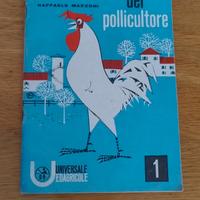 RAFFAELE MAZZONI
del
pollicultore
UNIVERSALE
EDAGRICOLE
1